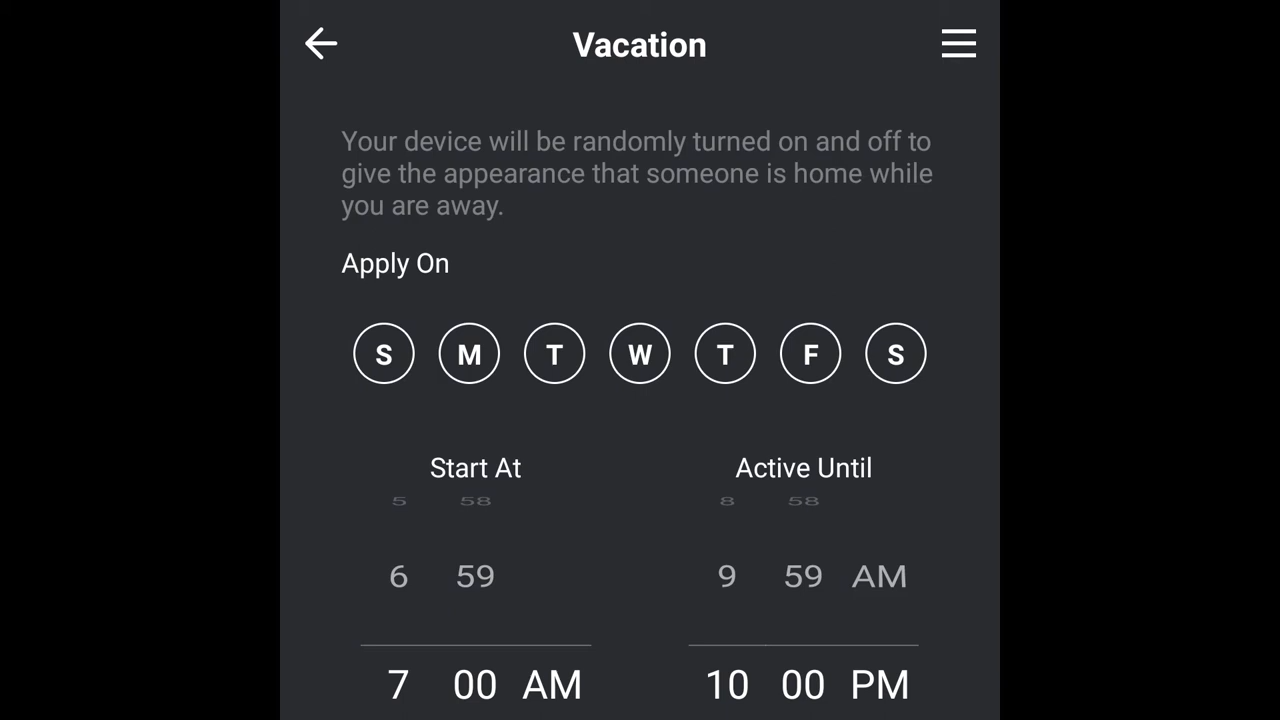 Vacation
Your device will be randomly turned on and off to
give the appearance that someone is home while
you are away.
Apply On
S M T W T F S
Start At Active Until
5 58 8 58
6 59 9 59 AM
7 00 AM 10 00 PM